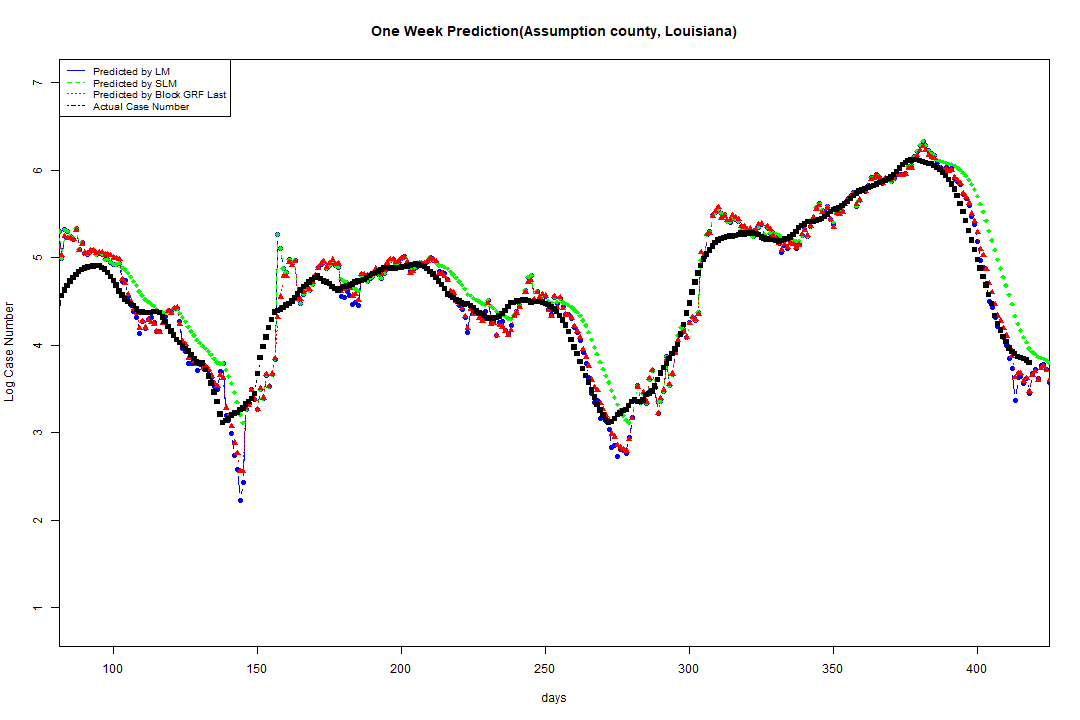 One Week Prediction(Assumption county, Louisiana)
Predicted by LM
Predicted by SLM
Predicted by Block GRF Last
Actual Case Number
Log Case Number
7
6
5
4
3
2
1
100 150 200 250 300 350 400
days